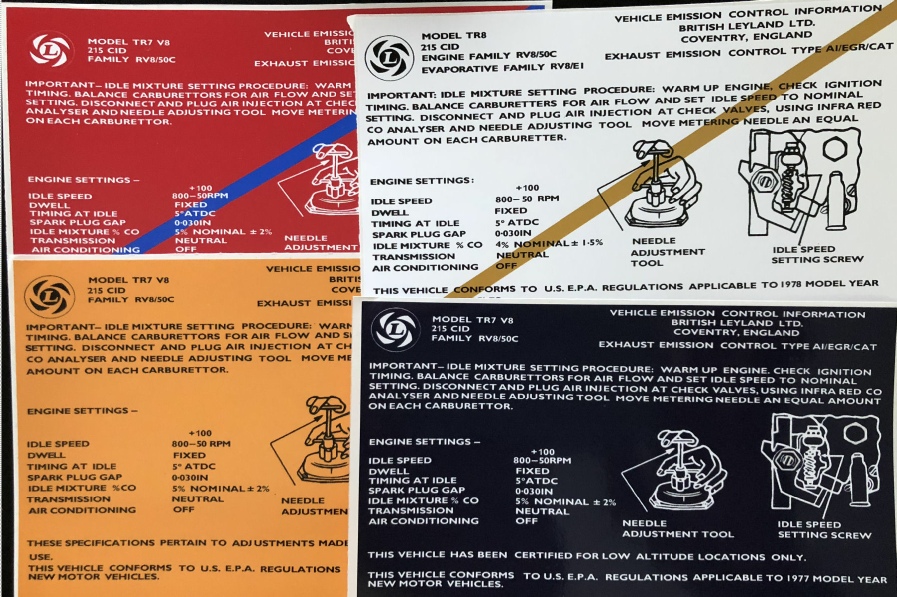 MODEL TR7 V8
215 CID
FAMILY RV8/50C
VEHICLE EMISSIO
BRITIS
COVE
EXHAUST EMISSIO
IMPORTANT— IDLE MIXTURE SETTING PROCEDURE: WARM
TIMING. BALANCE CARBURETTORS FOR AIR FLOW AND SET
SETTING. DISCONNECT AND PLUG AIR INJECTION AT CHEC
ANALYSER AND NEEDLE ADJUSTING TOOL MOVE METERIN
ON EACH CARBURETTOR.
ENGINE SETTINGS —
+100
IDLE SPEED 800—50RPM
DWELL FIXED
TIMING AT IDLE 5°ATDC
SPARK PLUG GAP 0·030IN
IDLE MIXTURE % CO 5% NOMINAL ± 2%
TRANSMISSION NEUTRAL
AIR CONDITIONING OFF
NEEDLE
ADJUSTMENT
MODEL TR8
215 CID
ENGINE FAMILY RV8/50C
EVAPORATIVE FAMILY RV8/E1
VEHICLE EMISSION CONTROL INFORMATION
BRITISH LEYLAND LTD.
COVENTRY, ENGLAND
EXHAUST EMISSION CONTROL TYPE AI/EGR/CAT
IMPORTANT: IDLE MIXTURE SETTING PROCEDURE: WARM UP ENGINE, CHECK IGNITION
TIMING. BALANCE CARBURETTERS FOR AIR FLOW AND SET IDLE SPEED TO NOMINAL
SETTING. DISCONNECT AND PLUG AIR INJECTION AT CHECK VALVES, USING INFRA RED
CO ANALYSER AND NEEDLE ADJUSTING TOOL MOVE METERING NEEDLE AN EQUAL
AMOUNT ON EACH CARBURETTER.
ENGINE SETTINGS:
+100
IDLE SPEED 800—50 RPM
DWELL FIXED
TIMING AT IDLE 5° ATDC
SPARK PLUG GAP 0·030IN
IDLE MIXTURE % CO 4% NOMINAL ± 1·5%
TRANSMISSION NEUTRAL
AIR CONDITIONING OFF
NEEDLE
ADJUSTMENT
TOOL
IDLE SPEED
SETTING SCREW
THIS VEHICLE CONFORMS TO U.S. E.P.A. REGULATIONS APPLICABLE TO 1978 MODEL YEAR
MODEL TR7 V8
215 CID
FAMILY RV8/50C
VEHICLE EMISSIO
BRITI
COVE
EXHAUST EMISSI
IMPORTANT— IDLE MIXTURE SETTING PROCEDURE: WARM
TIMING. BALANCE CARBURETTORS FOR AIR FLOW AND S
SETTING. DISCONNECT AND PLUG AIR INJECTION AT CH
CO ANALYSER AND NEEDLE ADJUSTING TOOL MOVE ME
AMOUNT ON EACH CARBURETTOR.
ENGINE SETTINGS —
+100
IDLE SPEED 800—50 RPM
DWELL FIXED
TIMING AT IDLE 5° ATDC
SPARK PLUG GAP 0·030IN
IDLE MIXTURE %CO 5% NOMINAL ± 2%
TRANSMISSION NEUTRAL
AIR CONDITIONING OFF
NEEDLE
ADJUSTMEN
THESE SPECIFICATIONS PERTAIN TO ADJUSTMENTS MADE
USE.
THIS VEHICLE CONFORMS TO U.S. E.P.A. REGULATIONS
NEW MOTOR VEHICLES.
MODEL TR7 V8
215 CID
FAMILY RV8/50C
VEHICLE EMISSION CONTROL INFORMATION
BRITISH LEYLAND LTD.
COVENTRY, ENGLAND
EXHAUST EMISSION CONTROL TYPE AI/EGR/CAT
IMPORTANT— IDLE MIXTURE SETTING PROCEDURE: WARM UP ENGINE. CHECK IGNITION
TIMING. BALANCE CARBURETTORS FOR AIR FLOW AND SET IDLE SPEED TO NOMINAL
SETTING. DISCONNECT AND PLUG AIR INJECTION AT CHECK VALVES, USING INFRA RED CO
ANALYSER AND NEEDLE ADJUSTING TOOL MOVE METERING NEEDLE AN EQUAL AMOUNT
ON EACH CARBURETTOR.
ENGINE SETTINGS —
+100
IDLE SPEED 800—50RPM
DWELL FIXED
TIMING AT IDLE 5°ATDC
SPARK PLUG GAP 0·030IN
IDLE MIXTURE % CO 5% NOMINAL ± 2%
TRANSMISSION NEUTRAL
AIR CONDITIONING OFF
NEEDLE
ADJUSTMENT TOOL
IDLE SPEED
SETTING SCREW
THIS VEHICLE HAS BEEN CERTIFIED FOR LOW ALTITUDE LOCATIONS ONLY.
THIS VEHICLE CONFORMS TO U.S. E.P.A. REGULATIONS APPLICABLE TO 1977 MODEL YEAR
NEW MOTOR VEHICLES.